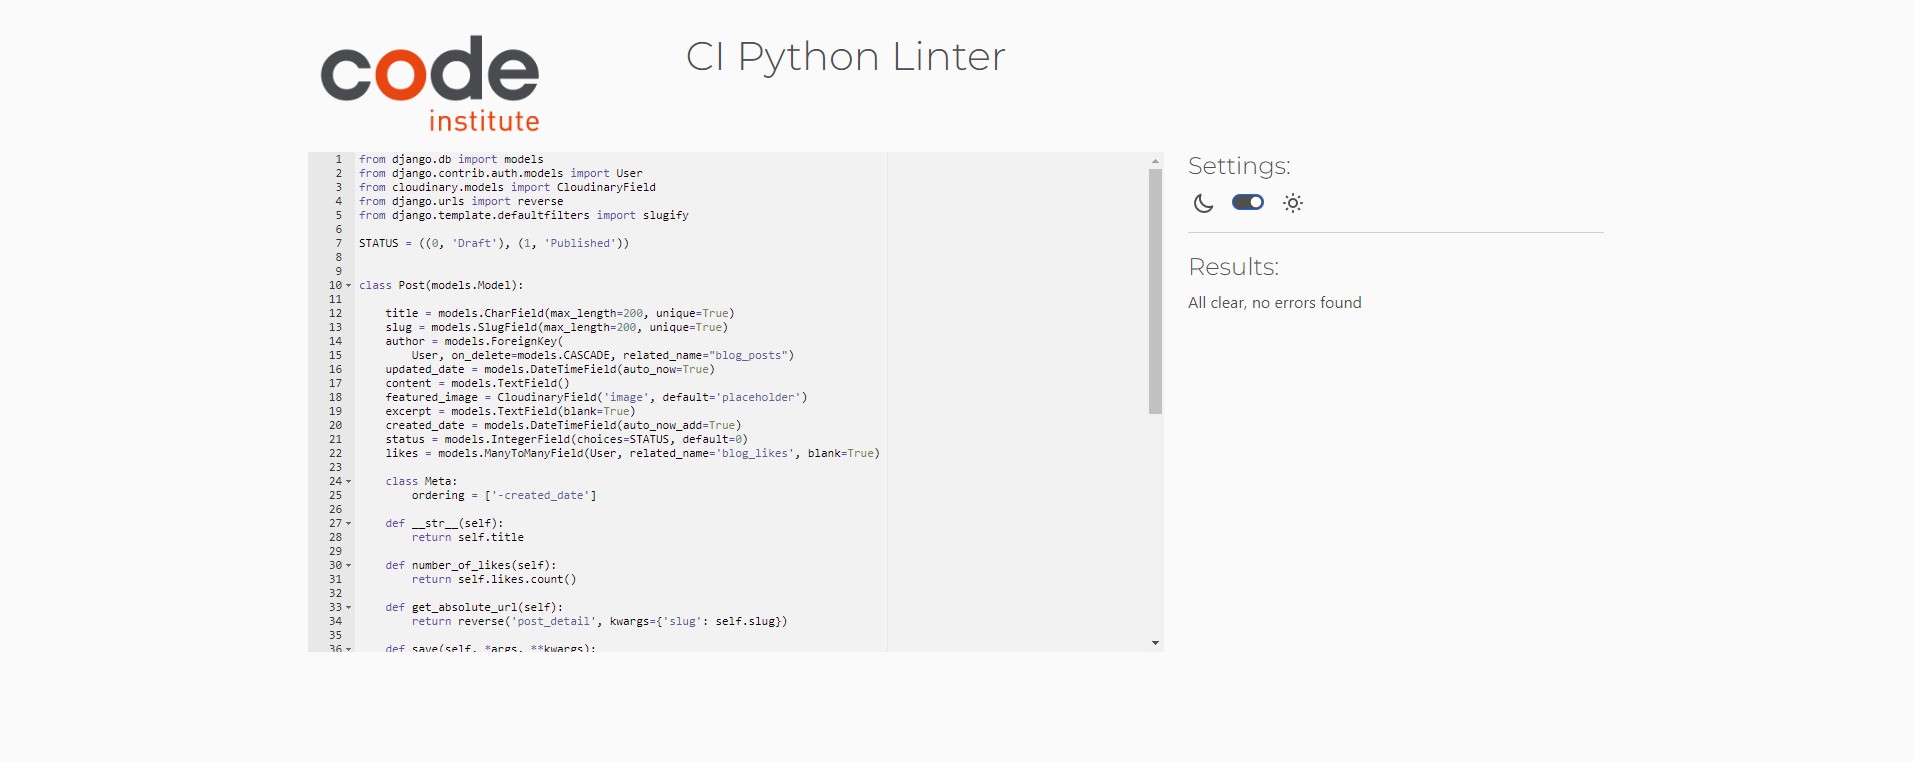 code
institute
CI Python Linter
1 from django.db import models
2 from django.contrib.auth.models import User
3 from cloudinary.models import CloudinaryField
4 from django.urls import reverse
5 from django.template.defaultfilters import slugify
6
7 STATUS = ((0, 'Draft'), (1, 'Published'))
8
9
10 class Post(models.Model):
11
12     title = models.CharField(max_length=200, unique=True)
13     slug = models.SlugField(max_length=200, unique=True)
14     author = models.ForeignKey(
15         User, on_delete=models.CASCADE, related_name="blog_posts")
16     updated_date = models.DateTimeField(auto_now=True)
17     content = models.TextField()
18     featured_image = CloudinaryField('image', default='placeholder')
19     excerpt = models.TextField(blank=True)
20     created_date = models.DateTimeField(auto_now_add=True)
21     status = models.IntegerField(choices=STATUS, default=0)
22     likes = models.ManyToManyField(User, related_name='blog_likes', blank=True)
23
24     class Meta:
25         ordering = ['-created_date']
26
27     def __str__(self):
28         return self.title
29
30     def number_of_likes(self):
31         return self.likes.count()
32
33     def get_absolute_url(self):
34         return reverse('post_detail', kwargs={'slug': self.slug})
35
36     def save(self, *args, **kwargs):
Settings:
Results:
All clear, no errors found